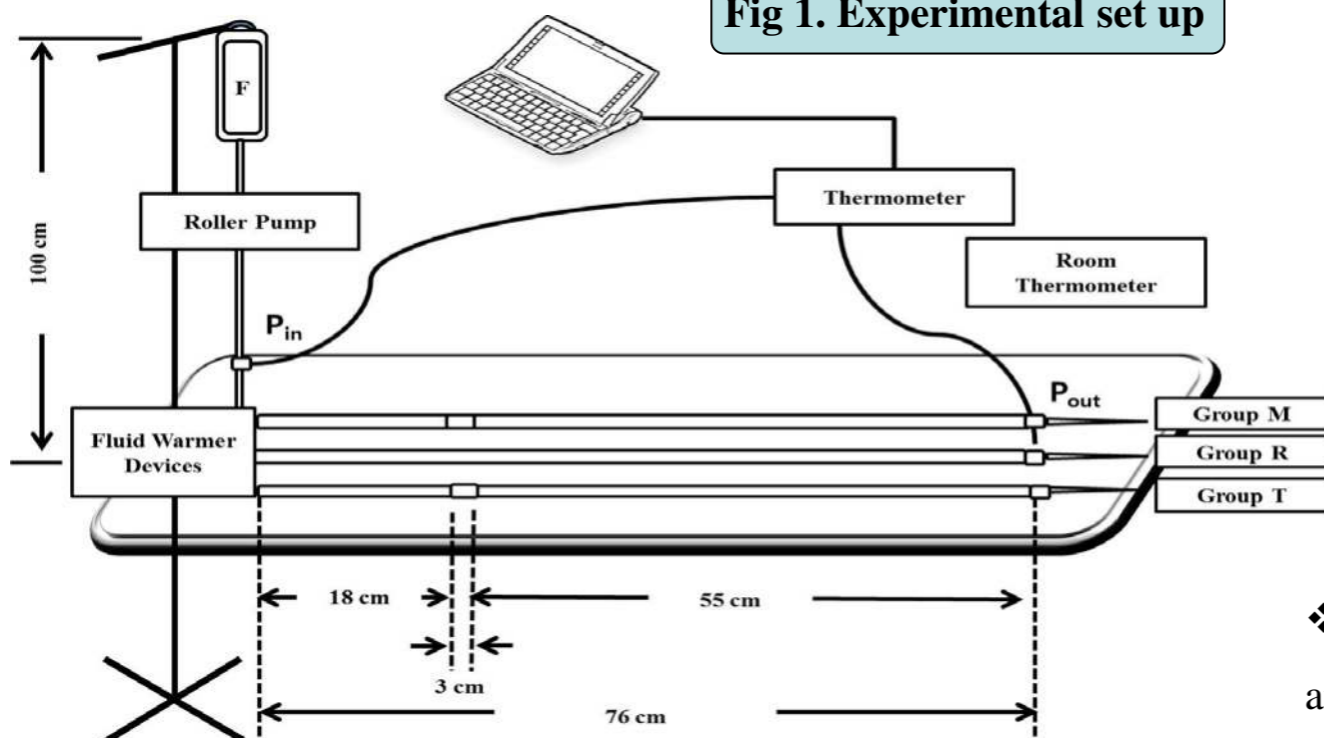 Fig 1. Experimental set up
F
Roller Pump
100 cm
Thermometer
Room
Thermometer
Pin
Pout
Fluid Warmer
Devices
Group M
Group R
Group T
18 cm
55 cm
3 cm
76 cm
❖
a